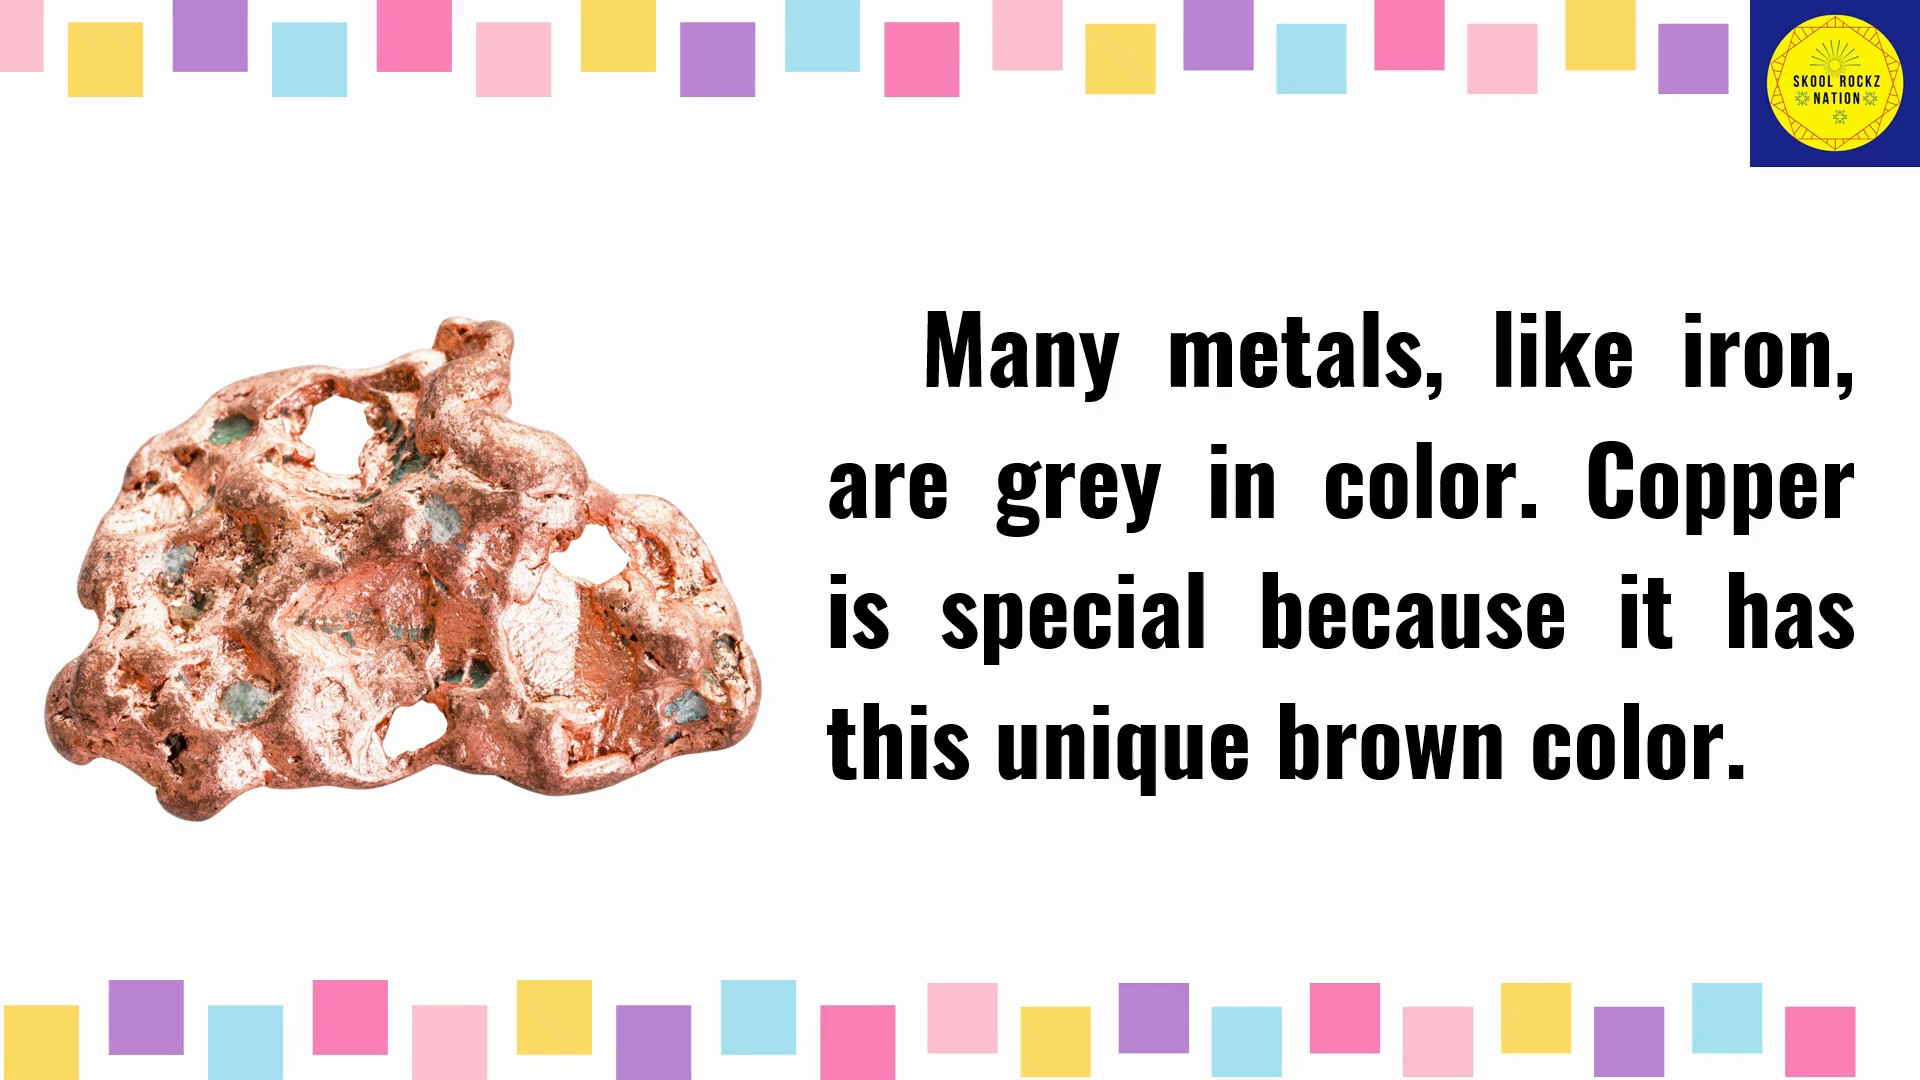 SKOOL ROCKZ
NATION
Many metals, like iron,
are grey in color. Copper
is special because it has
this unique brown color.